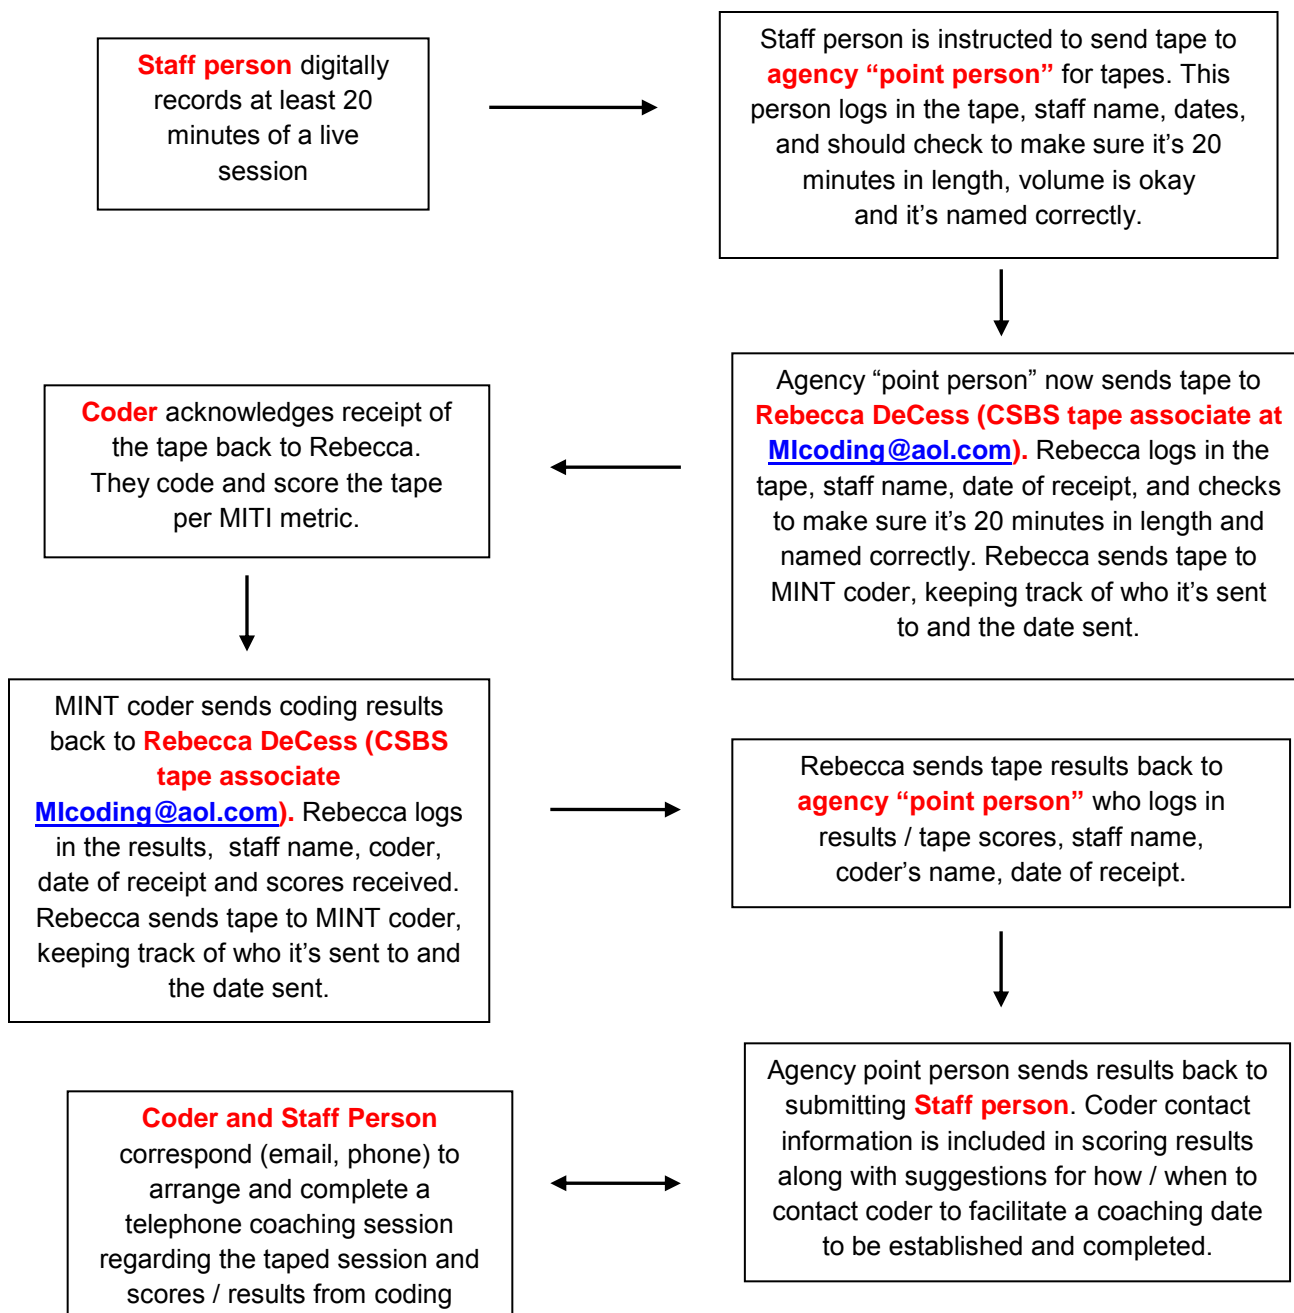 Staff person digitally
records at least 20
minutes of a live
session
Staff person is instructed to send tape to
agency “point person” for tapes. This
person logs in the tape, staff name, dates,
and should check to make sure it’s 20
minutes in length, volume is okay
and it’s named correctly.
Agency “point person” now sends tape to
Rebecca DeCess (CSBS tape associate at
MIcoding@aol.com). Rebecca logs in the
tape, staff name, date of receipt, and checks
to make sure it’s 20 minutes in length and
named correctly. Rebecca sends tape to
MINT coder, keeping track of who it’s sent
to and the date sent.
Coder acknowledges receipt of
the tape back to Rebecca.
They code and score the tape
per MITI metric.
MINT coder sends coding results
back to Rebecca DeCess (CSBS
tape associate
MIcoding@aol.com). Rebecca logs
in the results, staff name, coder,
date of receipt and scores received.
Rebecca sends tape to MINT coder,
keeping track of who it’s sent to and
the date sent.
Rebecca sends tape results back to
agency “point person” who logs in
results / tape scores, staff name,
coder’s name, date of receipt.
Agency point person sends results back to
submitting Staff person. Coder contact
information is included in scoring results
along with suggestions for how / when to
contact coder to facilitate a coaching date
to be established and completed.
Coder and Staff Person
correspond (email, phone) to
arrange and complete a
telephone coaching session
regarding the taped session and
scores / results from coding